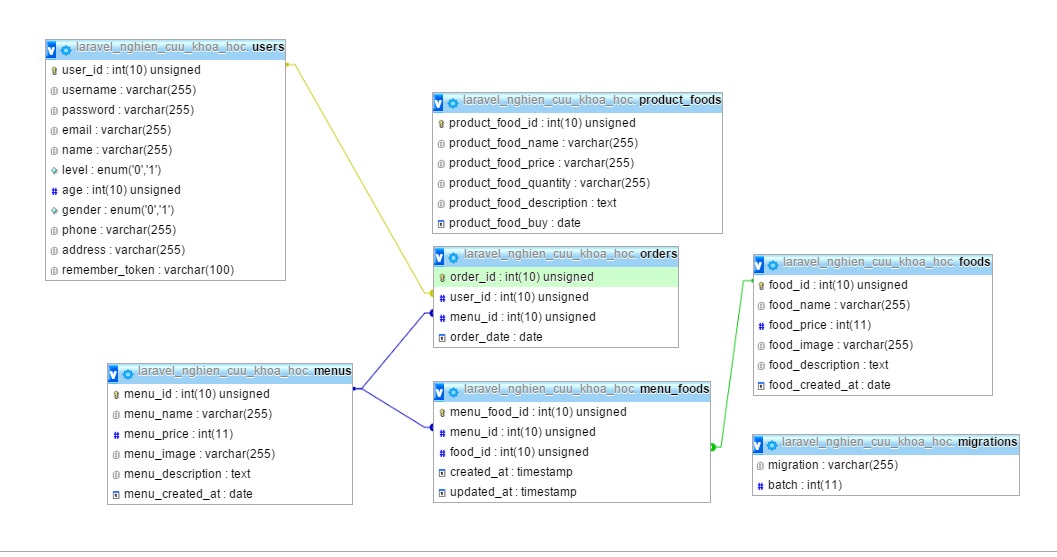 laravel_nghien_cuu_khoa_hoc. users
user_id : int(10) unsigned
username : varchar(255)
password : varchar(255)
email : varchar(255)
name : varchar(255)
level : enum('0','1')
age : int(10) unsigned
gender : enum('0','1')
phone : varchar(255)
address : varchar(255)
remember_token : varchar(100)
laravel_nghien_cuu_khoa_hoc. product_foods
product_food_id : int(10) unsigned
product_food_name : varchar(255)
product_food_price : varchar(255)
product_food_quantity : varchar(255)
product_food_description : text
product_food_buy : date
laravel_nghien_cuu_khoa_hoc. orders
order_id : int(10) unsigned
user_id : int(10) unsigned
menu_id : int(10) unsigned
order_date : date
laravel_nghien_cuu_khoa_hoc. foods
food_id : int(10) unsigned
food_name : varchar(255)
food_price : int(11)
food_image : varchar(255)
food_description : text
food_created_at : date
laravel_nghien_cuu_khoa_hoc. menus
menu_id : int(10) unsigned
menu_name : varchar(255)
menu_price : int(11)
menu_image : varchar(255)
menu_description : text
menu_created_at : date
laravel_nghien_cuu_khoa_hoc. menu_foods
menu_food_id : int(10) unsigned
menu_id : int(10) unsigned
food_id : int(10) unsigned
created_at : timestamp
updated_at : timestamp
laravel_nghien_cuu_khoa_hoc. migrations
migration : varchar(255)
batch : int(11)